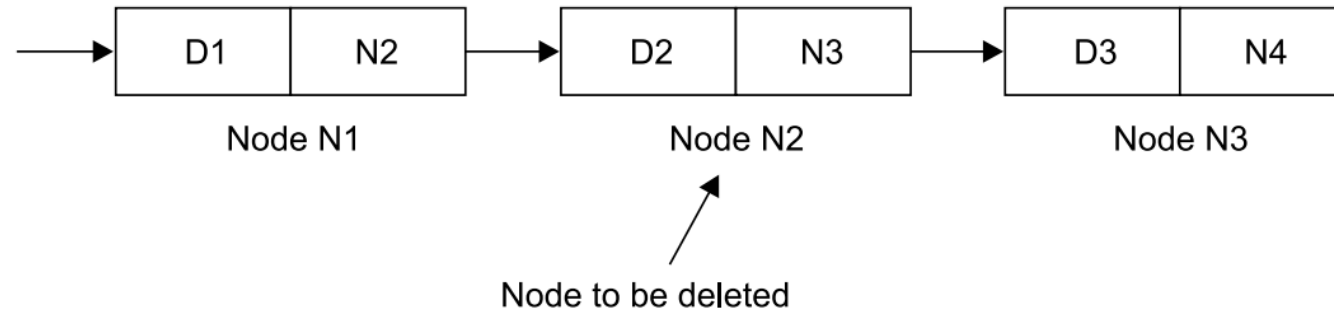 D1 N2 D2 N3 D3 N4
Node N1 Node N2 Node N3
Node to be deleted